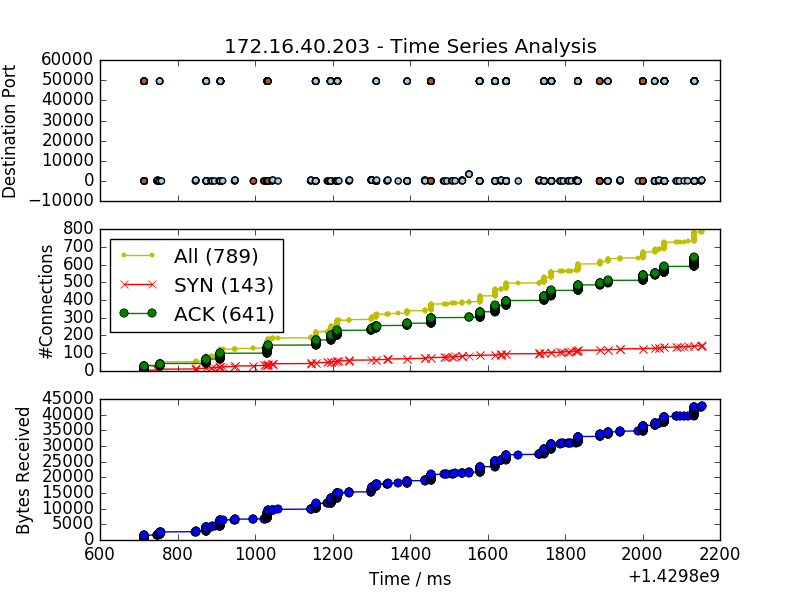 172.16.40.203 - Time Series Analysis
60000
50000
40000
30000
20000
10000
0
−10000
Destination Port
800
700
600
500
400
300
200
100
0
#Connections
All (789)
SYN (143)
ACK (641)
45000
40000
35000
30000
25000
20000
15000
10000
5000
0
Bytes Received
600 800 1000 1200 1400 1600 1800 2000 2200
Time / ms
+1.4298e9